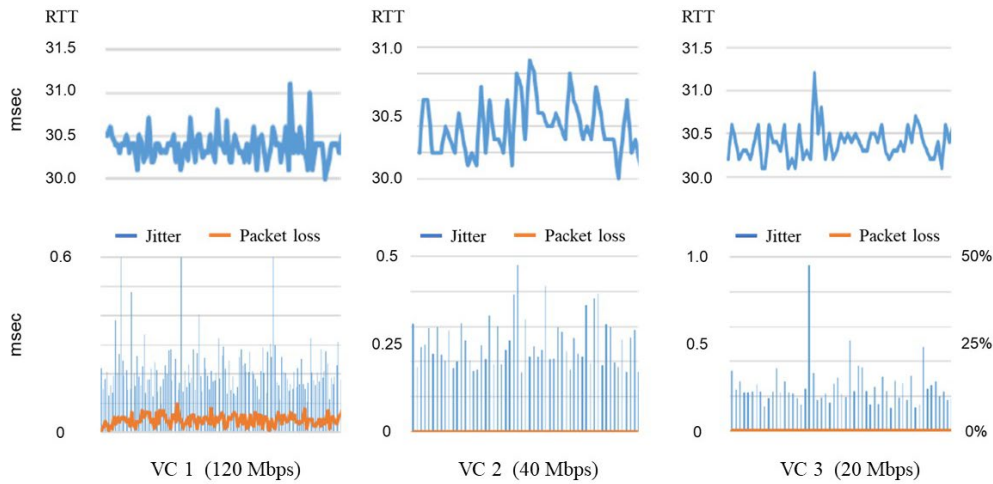 RTT
RTT
RTT
31.5
31.0
30.5
30.0
msec
31.0
30.5
30.0
31.5
31.0
30.5
30.0
Jitter Packet loss
Jitter Packet loss
Jitter Packet loss
0.6
0
msec
0.5
0.25
0
1.0
0.5
0
50%
25%
0%
VC 1 (120 Mbps)
VC 2 (40 Mbps)
VC 3 (20 Mbps)